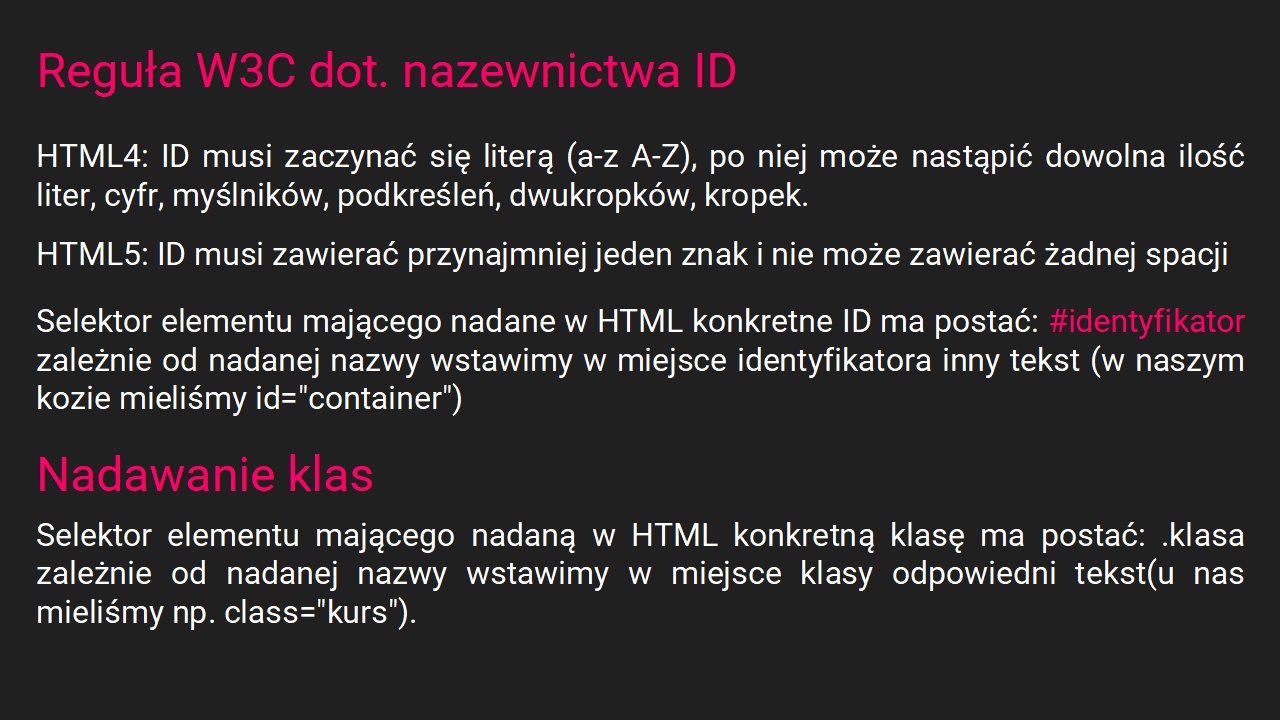 Reguła W3C dot. nazewnictwa ID
HTML4: ID musi zaczynać się literą (a-z A-Z), po niej może nastąpić dowolna ilość
liter, cyfr, myślników, podkreśleń, dwukropków, kropek.
HTML5: ID musi zawierać przynajmniej jeden znak i nie może zawierać żadnej spacji
Selektor elementu mającego nadane w HTML konkretne ID ma postać: #identyfikator
zależnie od nadanej nazwy wstawimy w miejsce identyfikatora inny tekst (w naszym
kozie mieliśmy id="container")
Nadawanie klas
Selektor elementu mającego nadaną w HTML konkretną klasę ma postać: .klasa
zależnie od nadanej nazwy wstawimy w miejsce klasy odpowiedni tekst(u nas
mieliśmy np. class="kurs").